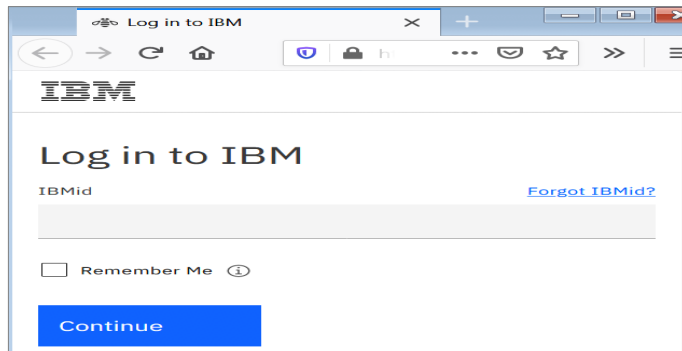 Log in to IBM
h
IBM
Log in to IBM
IBMid Forgot IBMid?
Remember Me
Continue